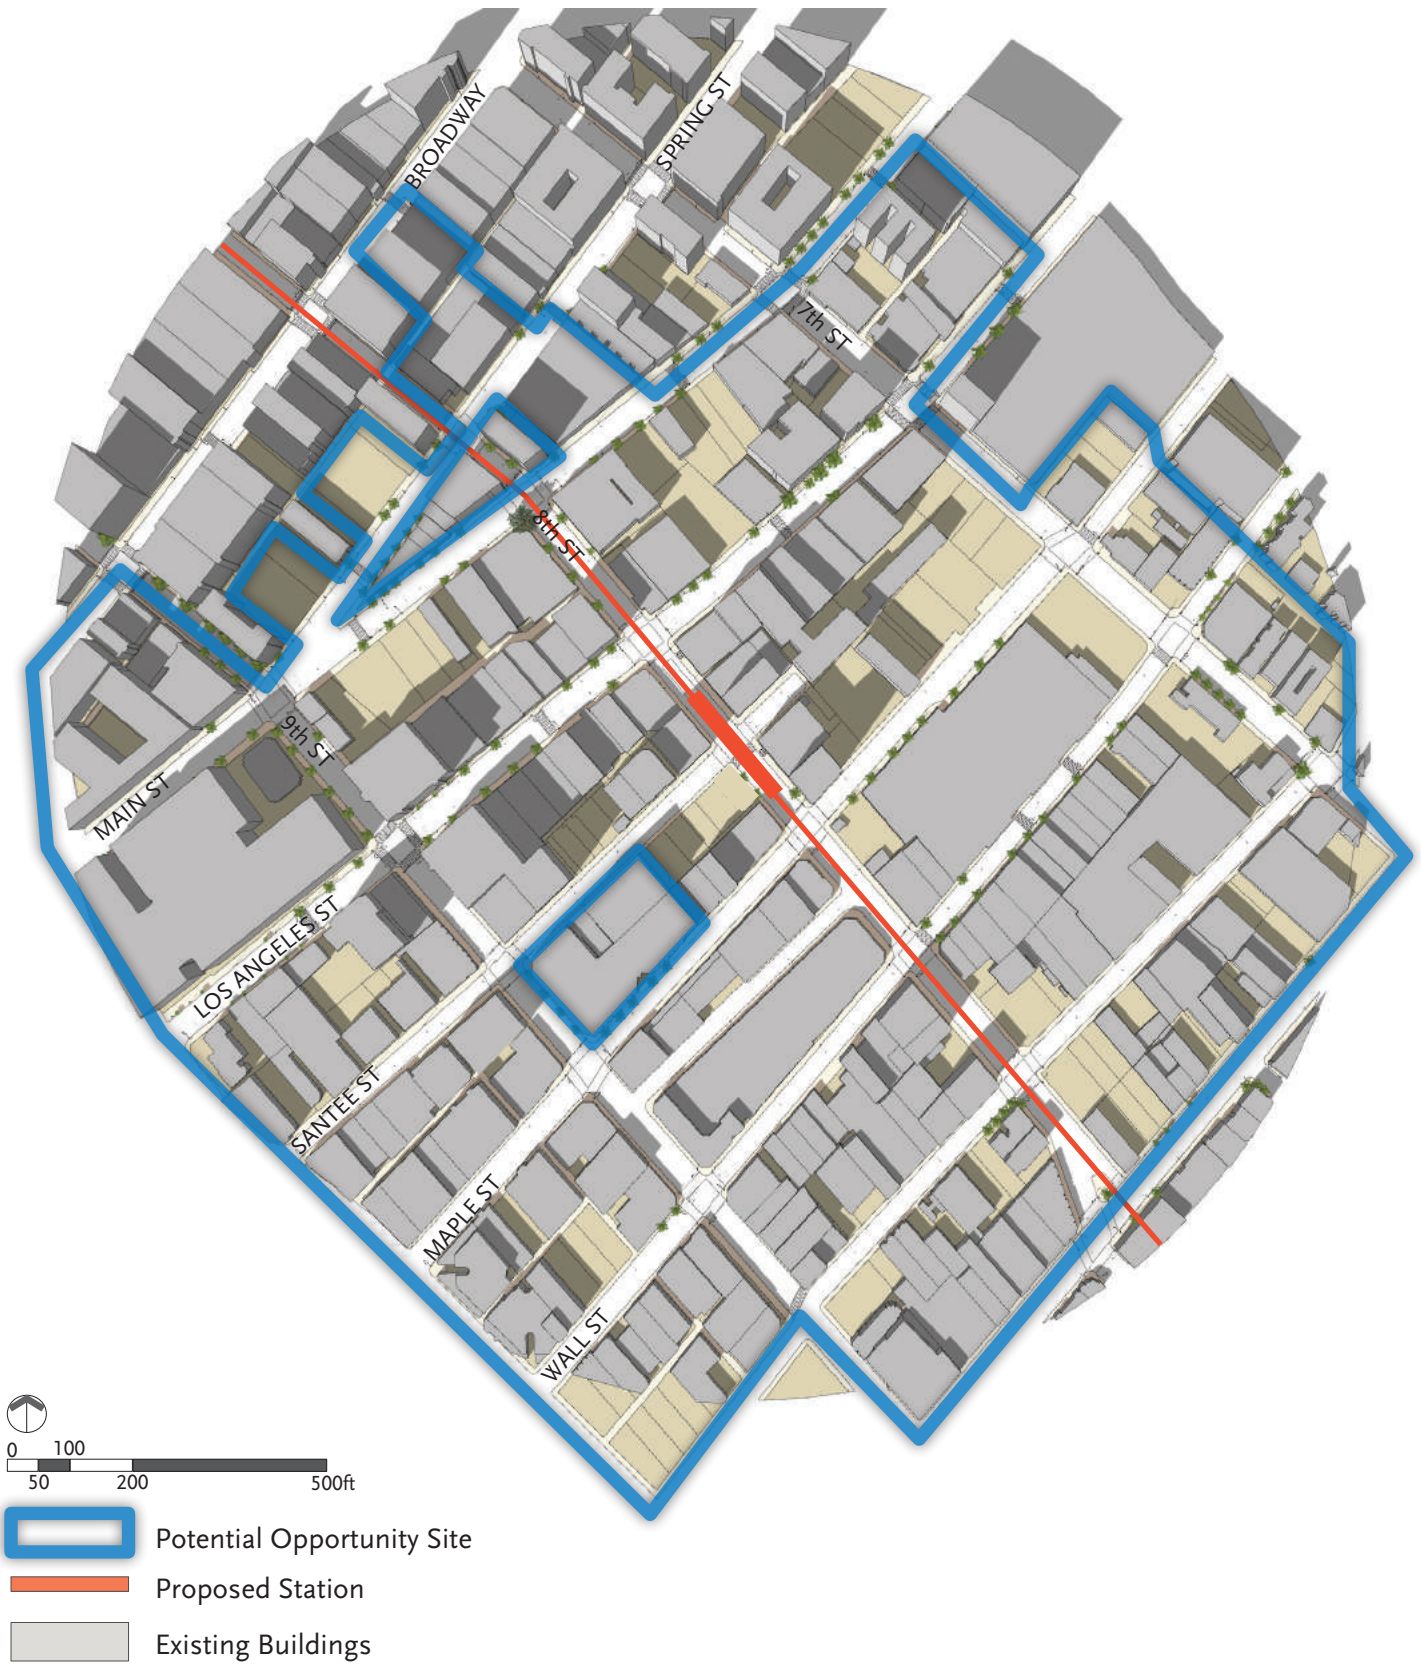 BROADWAY
SPRING ST
7th ST
8th ST
9th ST
MAIN ST
LOS ANGELES ST
SANTEE ST
MAPLE ST
WALL ST
0 100
50 200 500ft
Potential Opportunity Site
Proposed Station
Existing Buildings